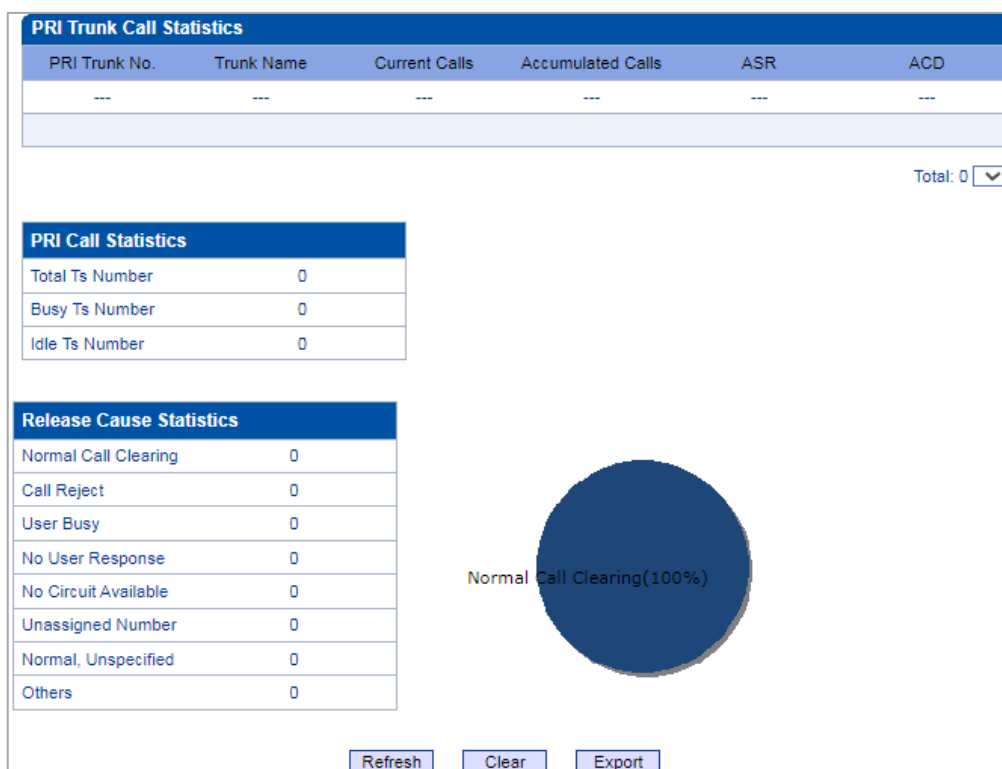 PRI Trunk Call Statistics
PRI Trunk No. Trunk Name Current Calls Accumulated Calls ASR ACD
--- --- --- --- --- ---
Total: 0
PRI Call Statistics
Total Ts Number 0
Busy Ts Number 0
Idle Ts Number 0
Release Cause Statistics
Normal Call Clearing 0
Call Reject 0
User Busy 0
No User Response 0
No Circuit Available 0
Unassigned Number 0
Normal, Unspecified 0
Others 0
Normal Call Clearing(100%)
Refresh Clear Export